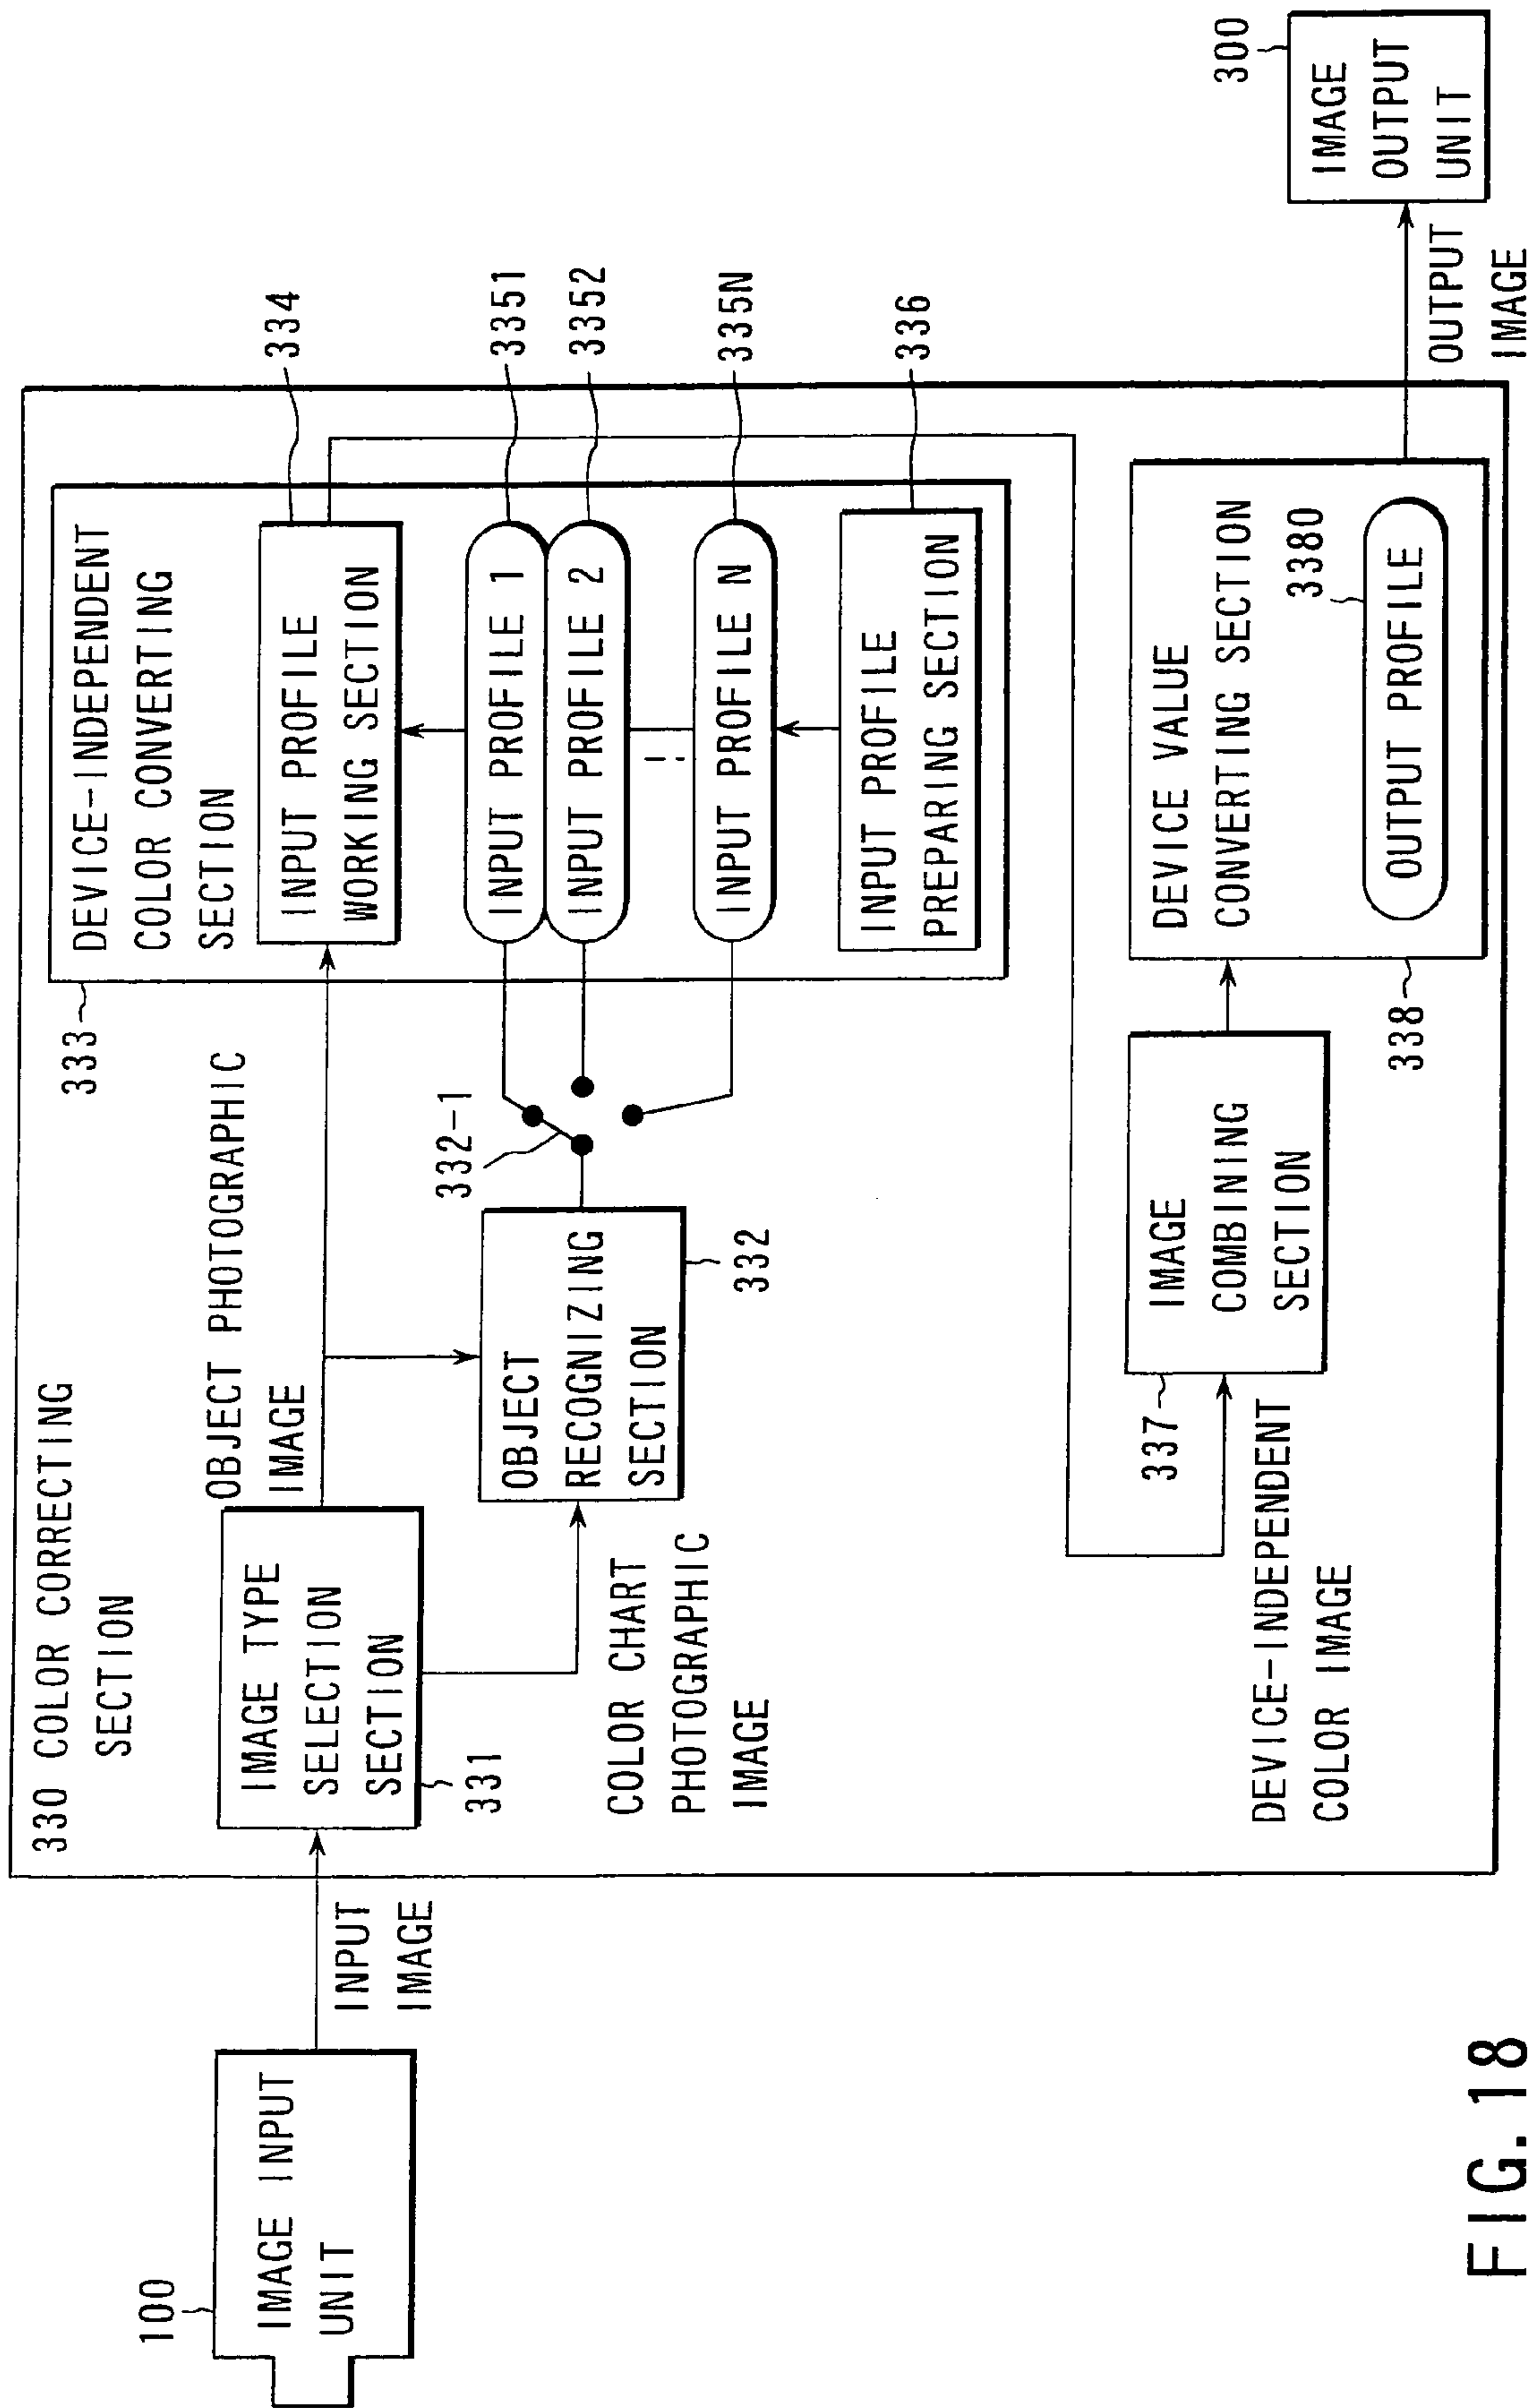 330 COLOR CORRECTING
SECTION
100
IMAGE INPUT
UNIT
INPUT
IMAGE
IMAGE TYPE
SELECTION
SECTION
331
OBJECT PHOTOGRAPHIC
IMAGE
COLOR CHART
PHOTOGRAPHIC
IMAGE
OBJECT
RECOGNIZING
SECTION
332
332-1
333
DEVICE-INDEPENDENT
COLOR CONVERTING
SECTION
INPUT PROFILE
WORKING SECTION
334
INPUT PROFILE 1
3351
INPUT PROFILE 2
3352
INPUT PROFILE N
335N
INPUT PROFILE
PREPARING SECTION
336
DEVICE-INDEPENDENT
COLOR IMAGE
337
IMAGE
COMBINING
SECTION
338
DEVICE VALUE
CONVERTING SECTION
3380
OUTPUT PROFILE
OUTPUT
IMAGE
300
IMAGE
OUTPUT
UNIT
FIG.18